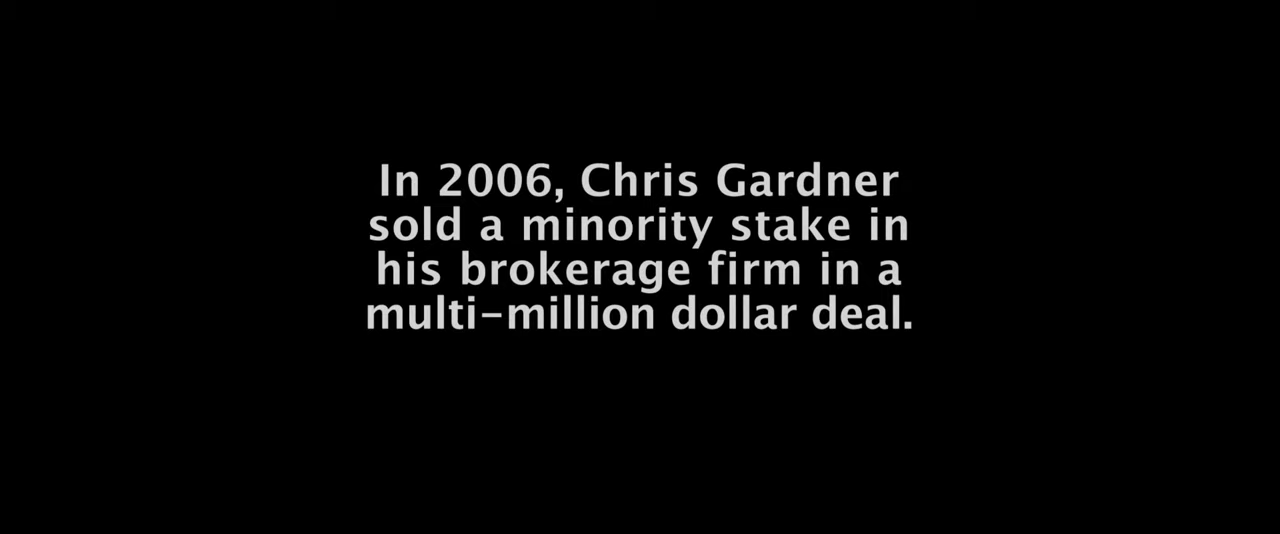 In 2006, Chris Gardner
sold a minority stake in
his brokerage firm in a
multi-million dollar deal.